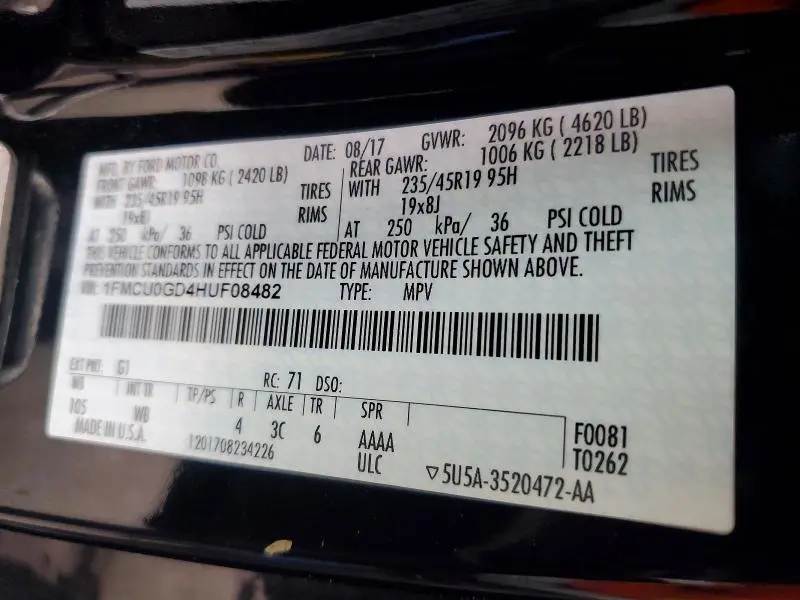 MFD. BY FORD MOTOR CO. DATE: 08/17 GVWR: 2096 KG ( 4620 LB)
FRONT GAWR: 1098 KG ( 2420 LB) REAR GAWR: 1006 KG ( 2218 LB)
WITH 235/45R19 95H TIRES WITH 235/45R19 95H TIRES
19x8J RIMS 19x8J RIMS
AT 250 kPa/ 36 PSI COLD AT 250 kPa/ 36 PSI COLD
THIS VEHICLE CONFORMS TO ALL APPLICABLE FEDERAL MOTOR VEHICLE SAFETY AND THEFT
PREVENTION STANDARDS IN EFFECT ON THE DATE OF MANUFACTURE SHOWN ABOVE.
VIN: 1FMCU0GD4HUF08482 TYPE: MPV
EXT PNT: G1 RC: 71 DSO:
WB INT TR TP/PS R AXLE TR SPR
105 WB 4 3C 6 AAAA F0081
MADE IN U.S.A. 1201708234226 ULC T0262
▽5U5A-3520472-AA